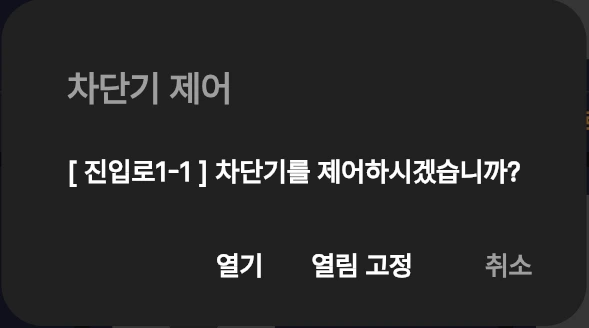 차단기 제어
[ 진입로1-1 ] 차단기를 제어하시겠습니까?
열기 열림 고정 취소